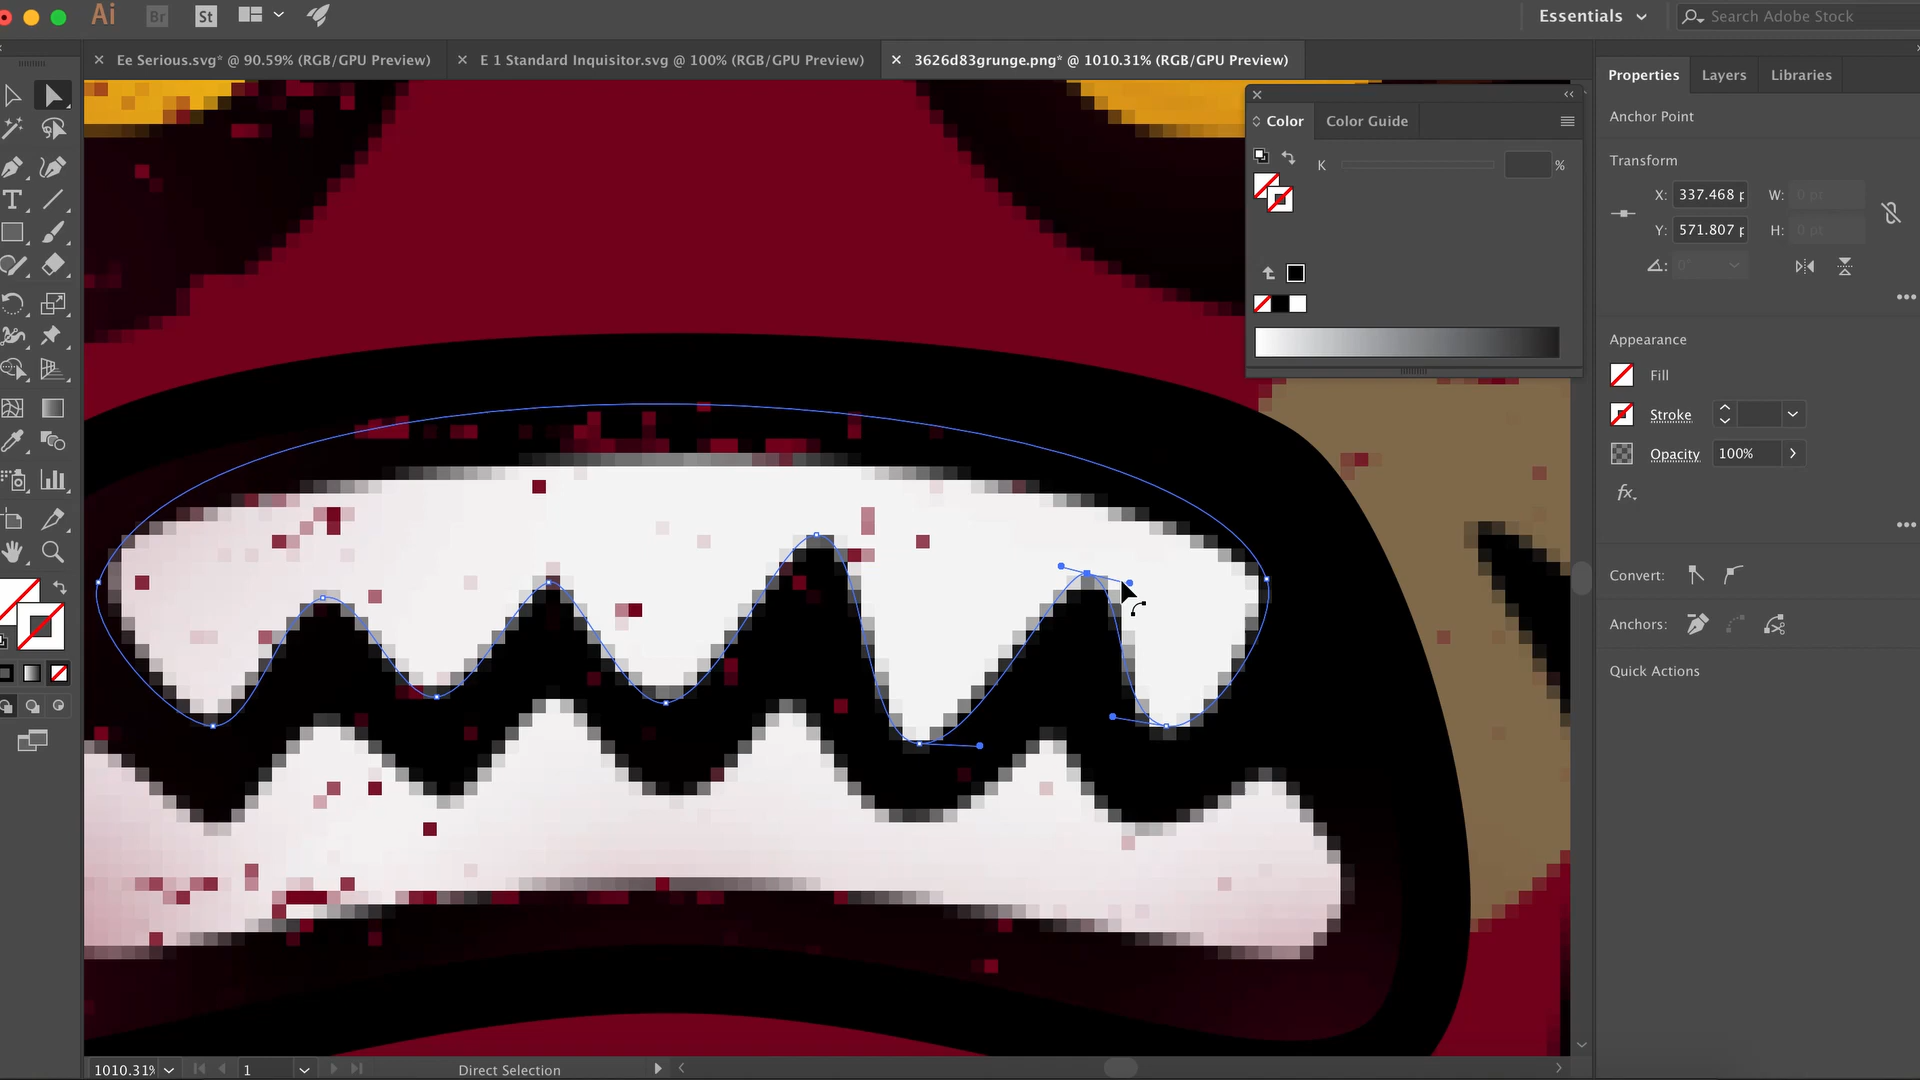 Ai
Br
St
Essentials
Search Adobe Stock
Ee Serious.svg* @ 90.59% (RGB/GPU Preview)
E 1 Standard Inquisitor.svg @ 100% (RGB/GPU Preview)
3626d83grunge.png* @ 1010.31% (RGB/GPU Preview)
Properties
Layers
Libraries
Color
Color Guide
K
%
Anchor Point
Transform
X: 337.468 p
W: 0 pt
Y: 571.807 p
H: 0 pt
0°
Appearance
Fill
Stroke
Opacity
100%
fx.
Convert:
Anchors:
Quick Actions
1010.31%
1
Direct Selection